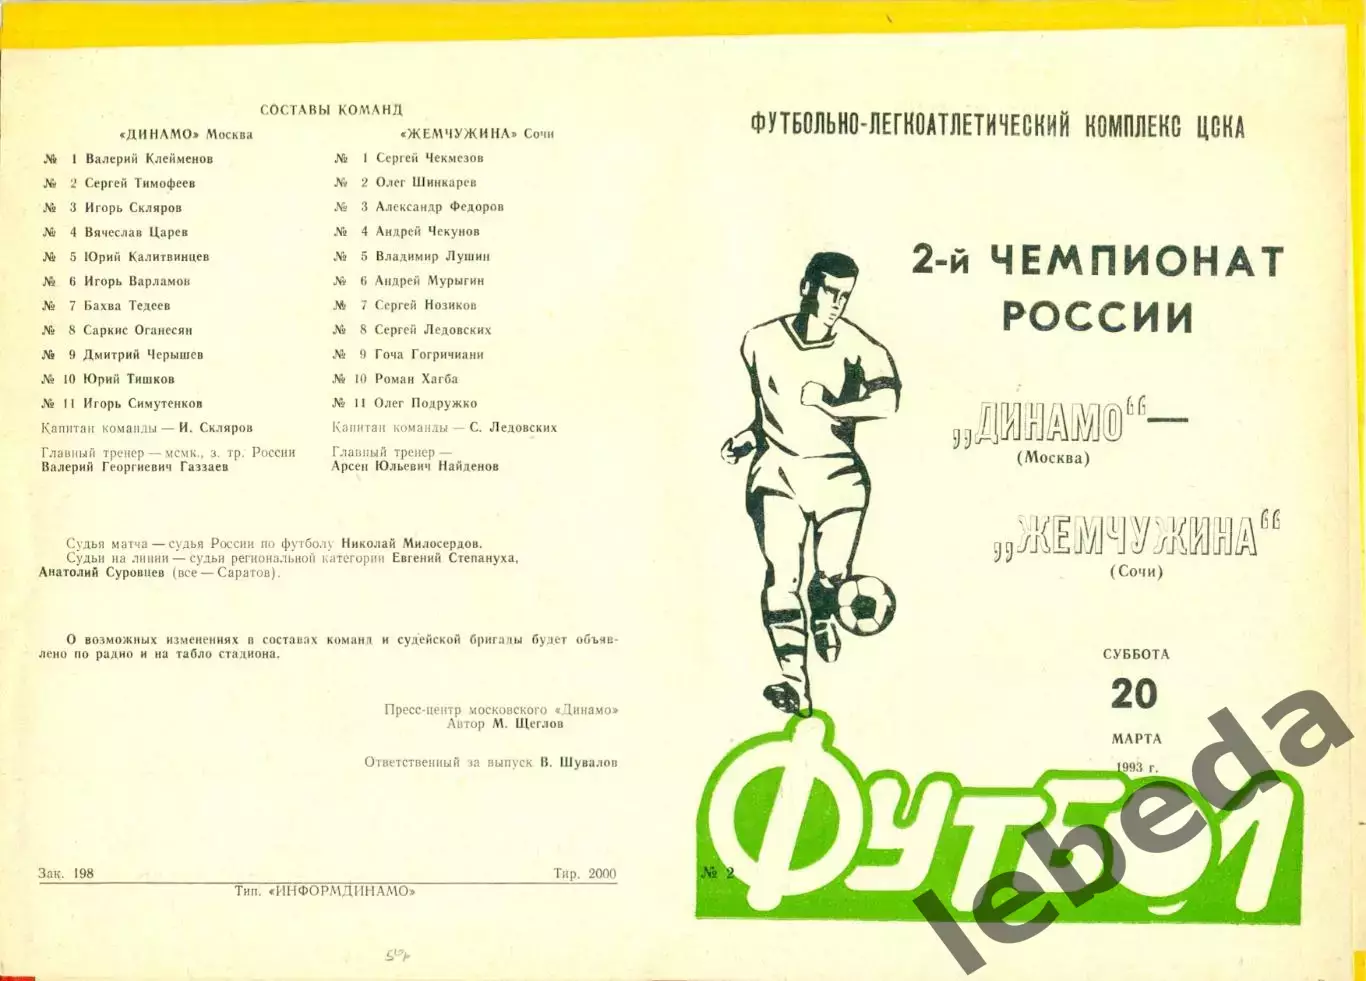 СОСТАВЫ КОМАНД
«ДИНАМО» Москва
№ 1 Валерий Клейменов
№ 2 Сергей Тимофеев
№ 3 Игорь Скляров
№ 4 Вячеслав Царев
№ 5 Юрий Калитвинцев
№ 6 Игорь Варламов
№ 7 Бахва Тедеев
№ 8 Саркис Оганесян
№ 9 Дмитрий Черышев
№ 10 Юрий Тишков
№ 11 Игорь Симутенков
Капитан команды — И. Скляров
Главный тренер — мсмк., з. тр. России
Валерий Георгиевич Газзаев
«ЖЕМЧУЖИНА» Сочи
№ 1 Сергей Чекмезов
№ 2 Олег Шинкарев
№ 3 Александр Федоров
№ 4 Андрей Чекунов
№ 5 Владимир Лушин
№ 6 Андрей Мурыгин
№ 7 Сергей Нозиков
№ 8 Сергей Ледовских
№ 9 Гоча Гогричиани
№ 10 Роман Хагба
№ 11 Олег Подружко
Капитан команды — С. Ледовских
Главный тренер —
Арсен Юльевич Найденов
Судья матча — судья России по футболу Николай Милосердов.
Судьи на линии — судьи региональной категории Евгений Степануха,
Анатолий Суровцев (все — Саратов).
О возможных изменениях в составах команд и судейской бригады будет объяв-
лено по радио и на табло стадиона.
Пресс-центр московского «Динамо»
Автор М. Щеглов
Ответственный за выпуск В. Шувалов
Зак. 198
Тир. 2000
Тип. «ИНФОРМДИНАМО»
50р
ФУТБОЛЬНО-ЛЕГКОАТЛЕТИЧЕСКИЙ КОМПЛЕКС ЦСКА
2-й ЧЕМПИОНАТ
РОССИИ
„ДИНАМО“ —
(Москва)
„ЖЕМЧУЖИНА“
(Сочи)
СУББОТА
20
МАРТА
1993 г.
№ 2
ФУТБОЛ
lebeda